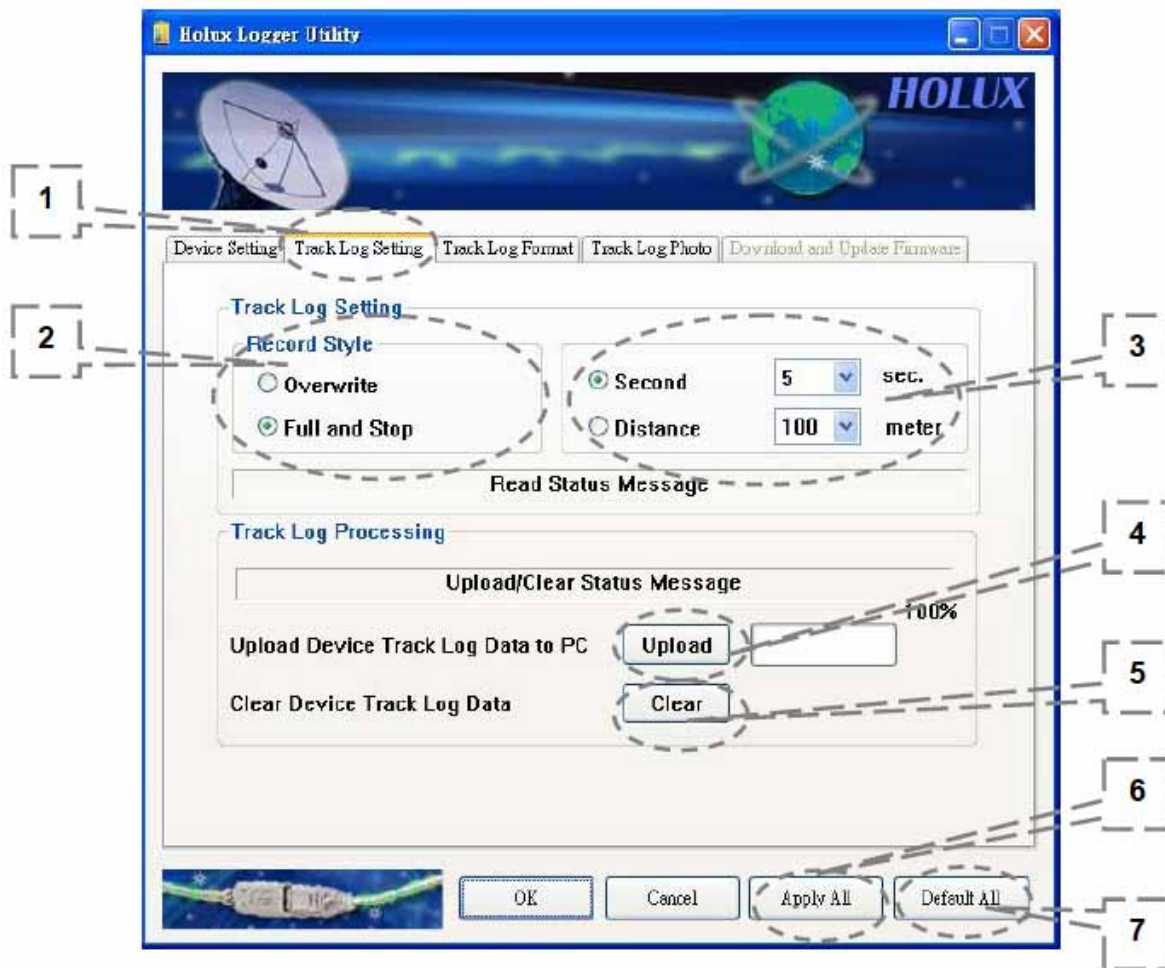 Holux Logger Utility
HOLUX
1
Device Setting Track Log Setting Track Log Format Track Log Photo Download and Update Firmware
Track Log Setting
2
Record Style
3
Overwrite
Second 5 sec.
Full and Stop
Distance 100 meter
Read Status Message
4
Track Log Processing
Upload/Clear Status Message
100%
Upload Device Track Log Data to PC Upload
5
Clear Device Track Log Data Clear
6
OK Cancel Apply All Default All
7